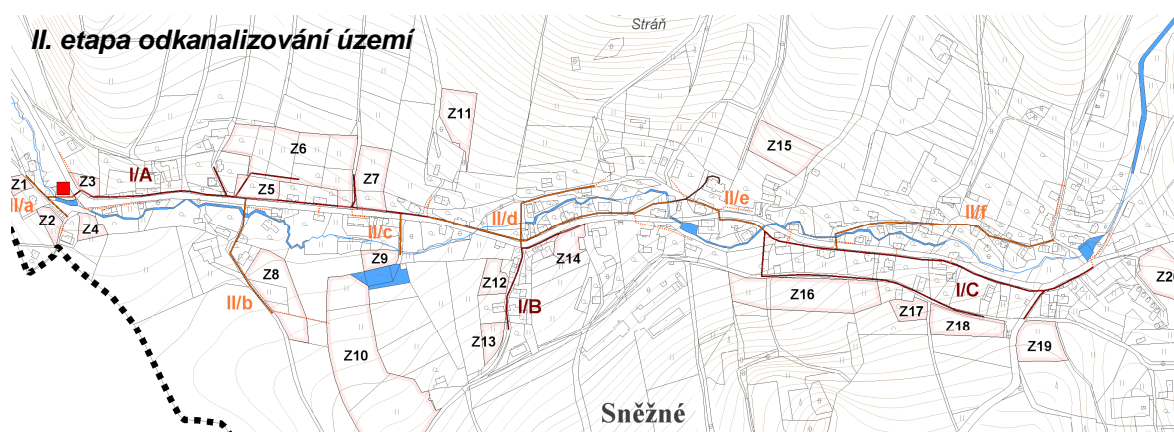 II. etapa odkanalizování území
Stráň
Z11
Z6
Z15
Z1
Z3
I/A
Z5
Z7
II/a
Z2
Z4
II/c
II/d
II/e
II/f
Z8
Z9
Z14
Z20
II/b
Z12
I/B
I/C
Z16
Z17
Z18
Z13
Z10
Z19
Sněžné